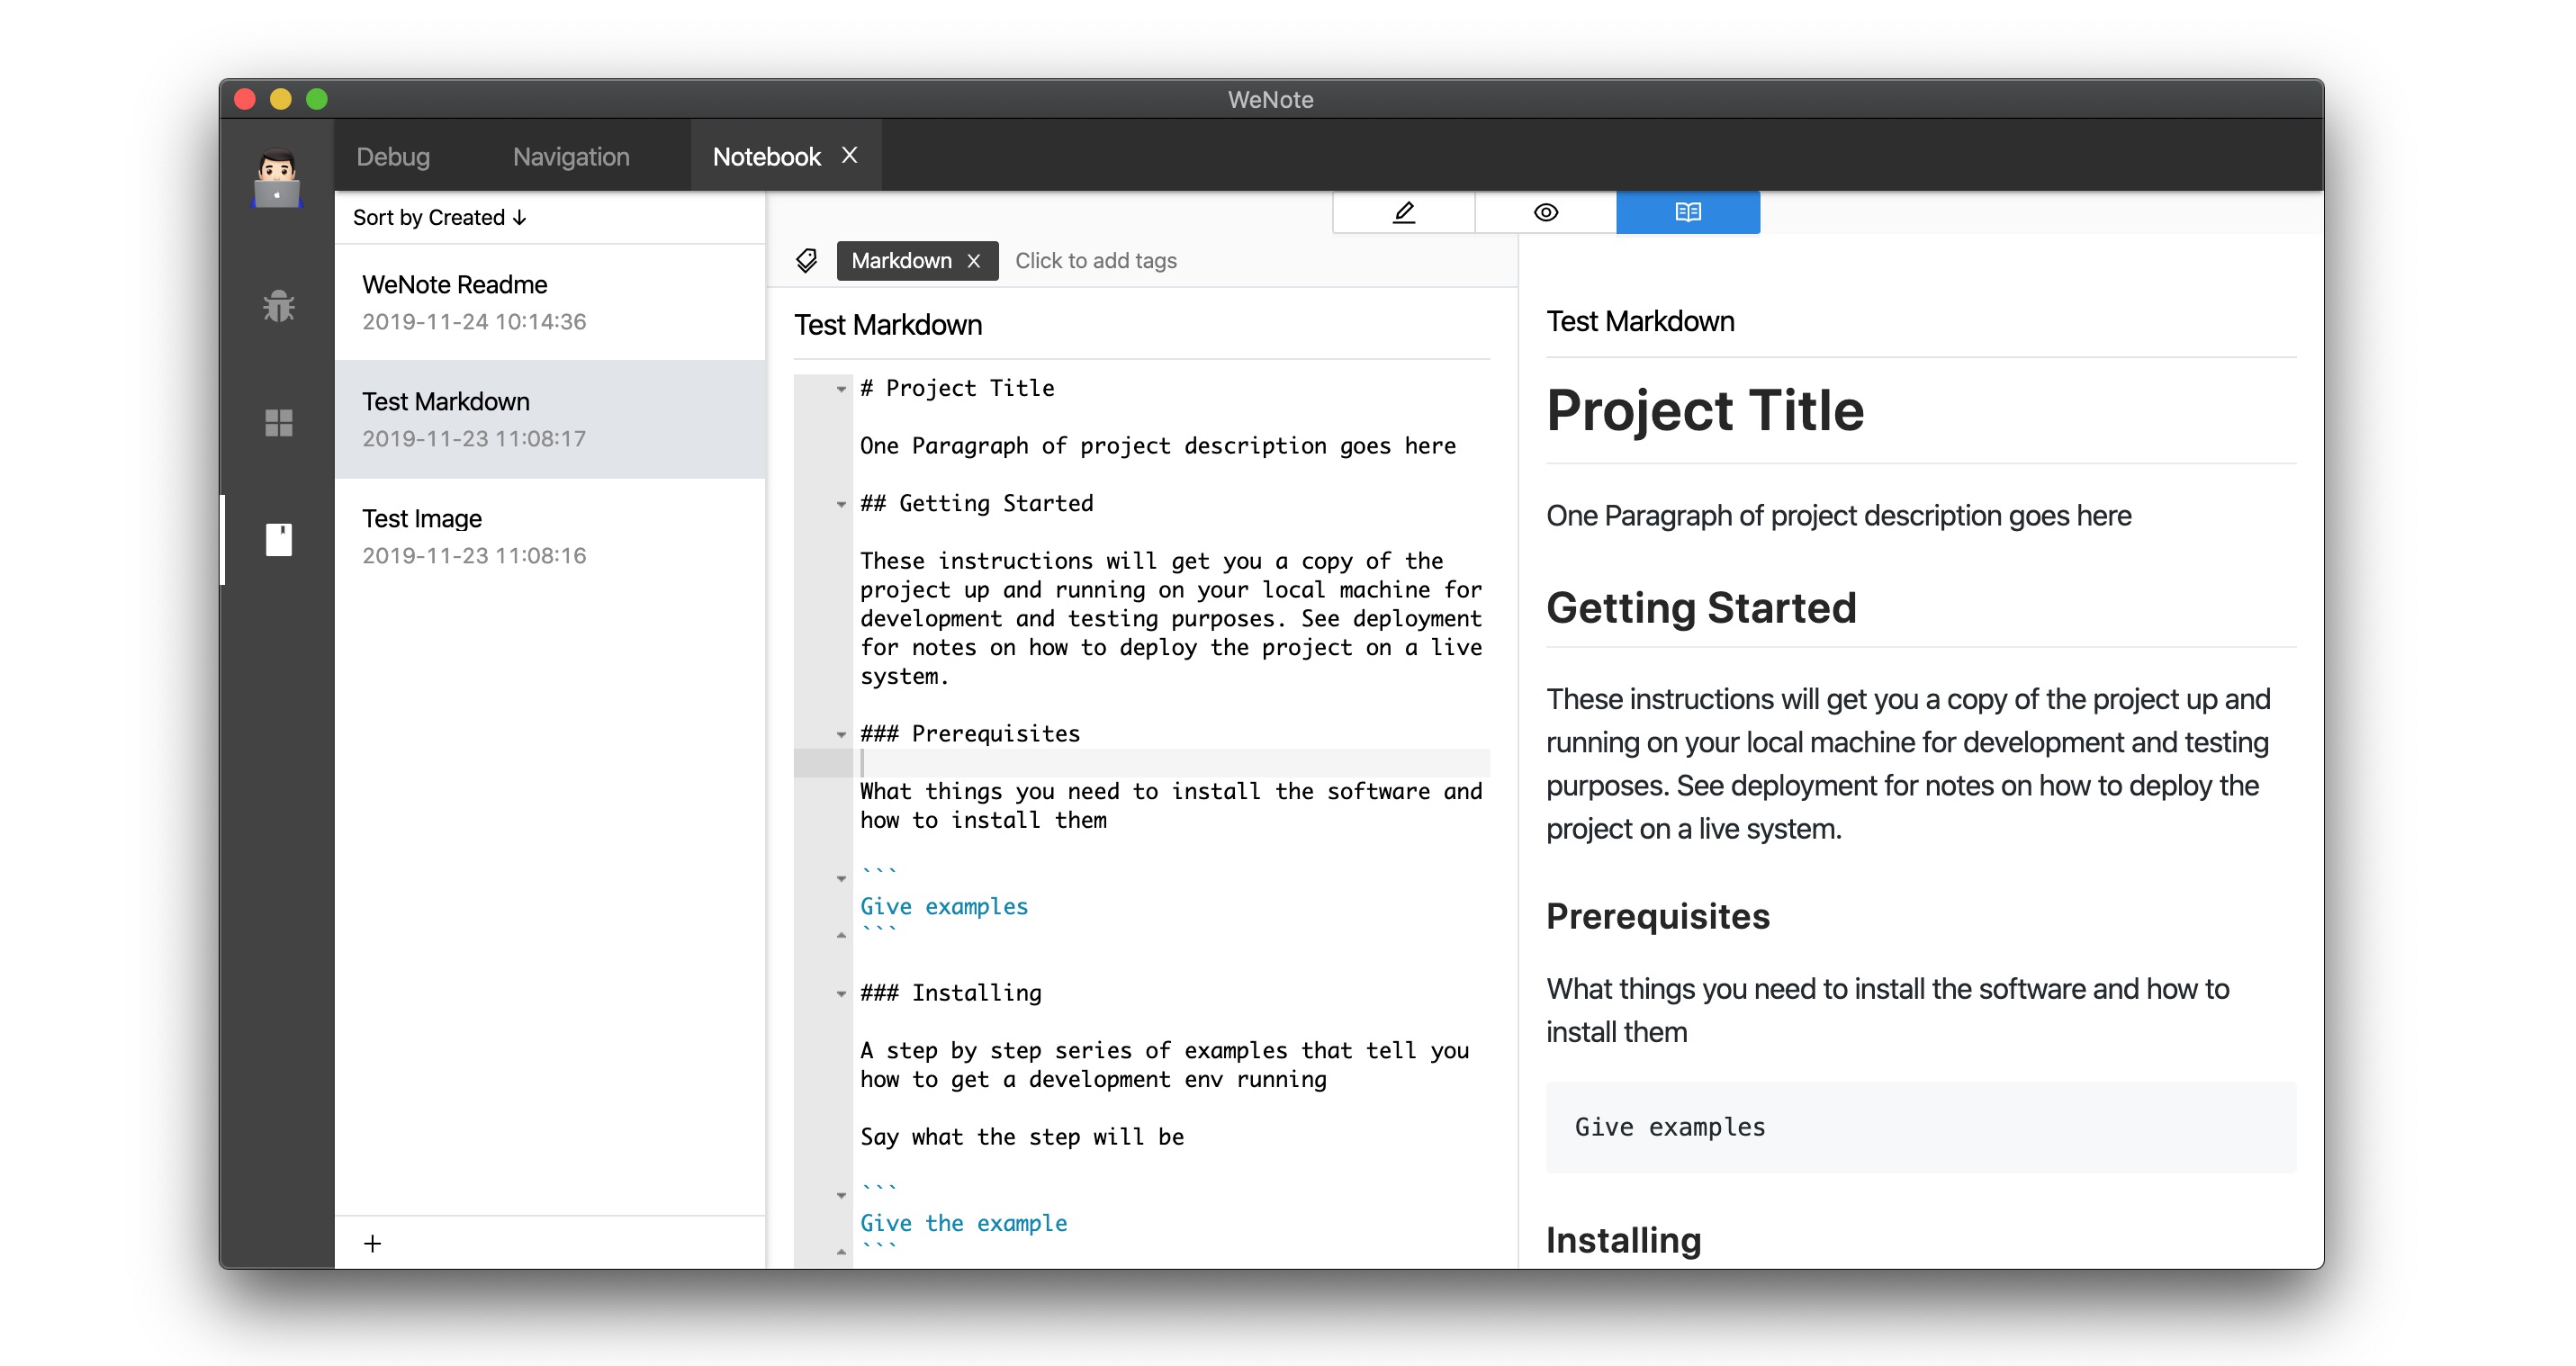 WeNote
Debug
Navigation
Notebook X
Sort by Created ↓
WeNote Readme
2019-11-24 10:14:36
Test Markdown
2019-11-23 11:08:17
Test Image
2019-11-23 11:08:16
+
Markdown X
Click to add tags
Test Markdown
# Project Title
One Paragraph of project description goes here
## Getting Started
These instructions will get you a copy of the
project up and running on your local machine for
development and testing purposes. See deployment
for notes on how to deploy the project on a live
system.
### Prerequisites
What things you need to install the software and
how to install them
```
Give examples
```
### Installing
A step by step series of examples that tell you
how to get a development env running
Say what the step will be
```
Give the example
```
Test Markdown
Project Title
One Paragraph of project description goes here
Getting Started
These instructions will get you a copy of the project up and
running on your local machine for development and testing
purposes. See deployment for notes on how to deploy the
project on a live system.
Prerequisites
What things you need to install the software and how to
install them
Give examples
Installing